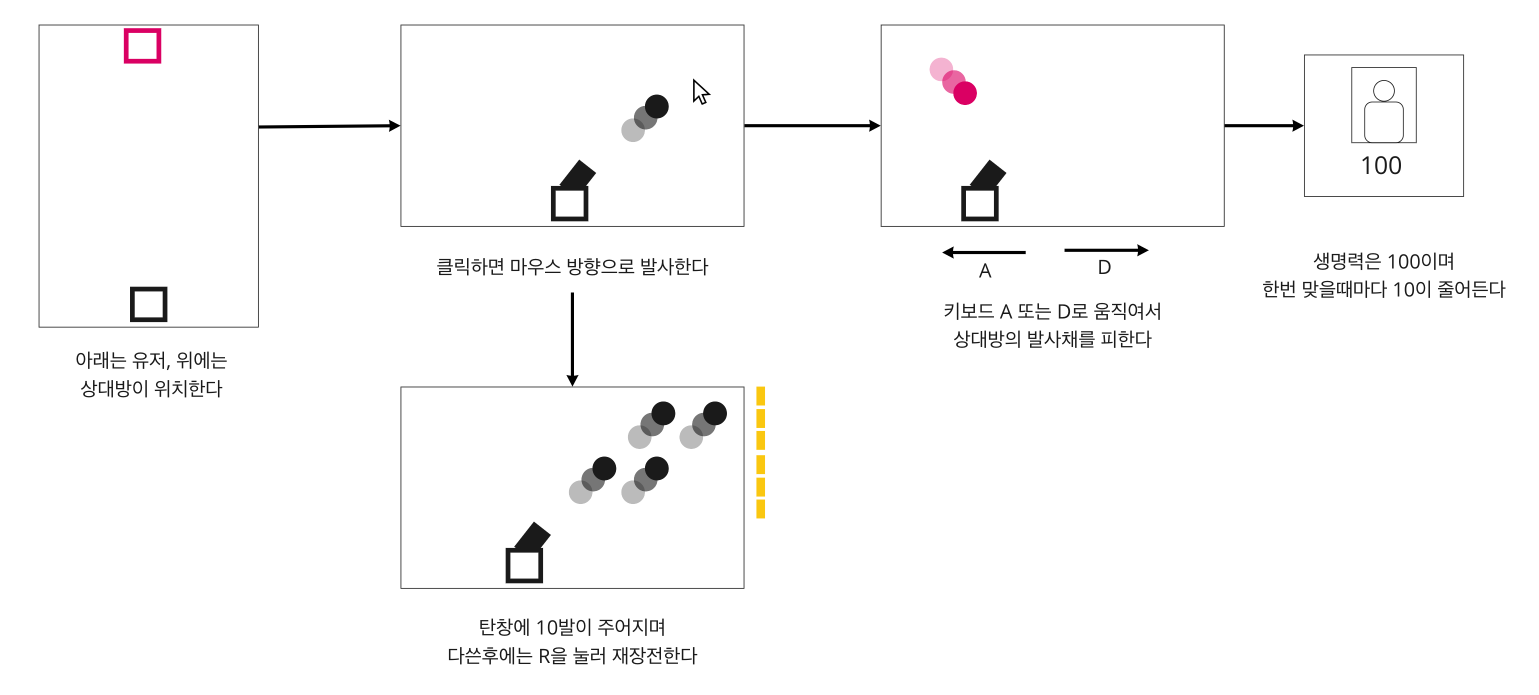 아래는 유저, 위에는
상대방이 위치한다
클릭하면 마우스 방향으로 발사한다
A
D
키보드 A 또는 D로 움직여서
상대방의 발사채를 피한다
100
생명력은 100이며
한번 맞을때마다 10이 줄어든다
탄창에 10발이 주어지며
다쓴후에는 R을 눌러 재장전한다